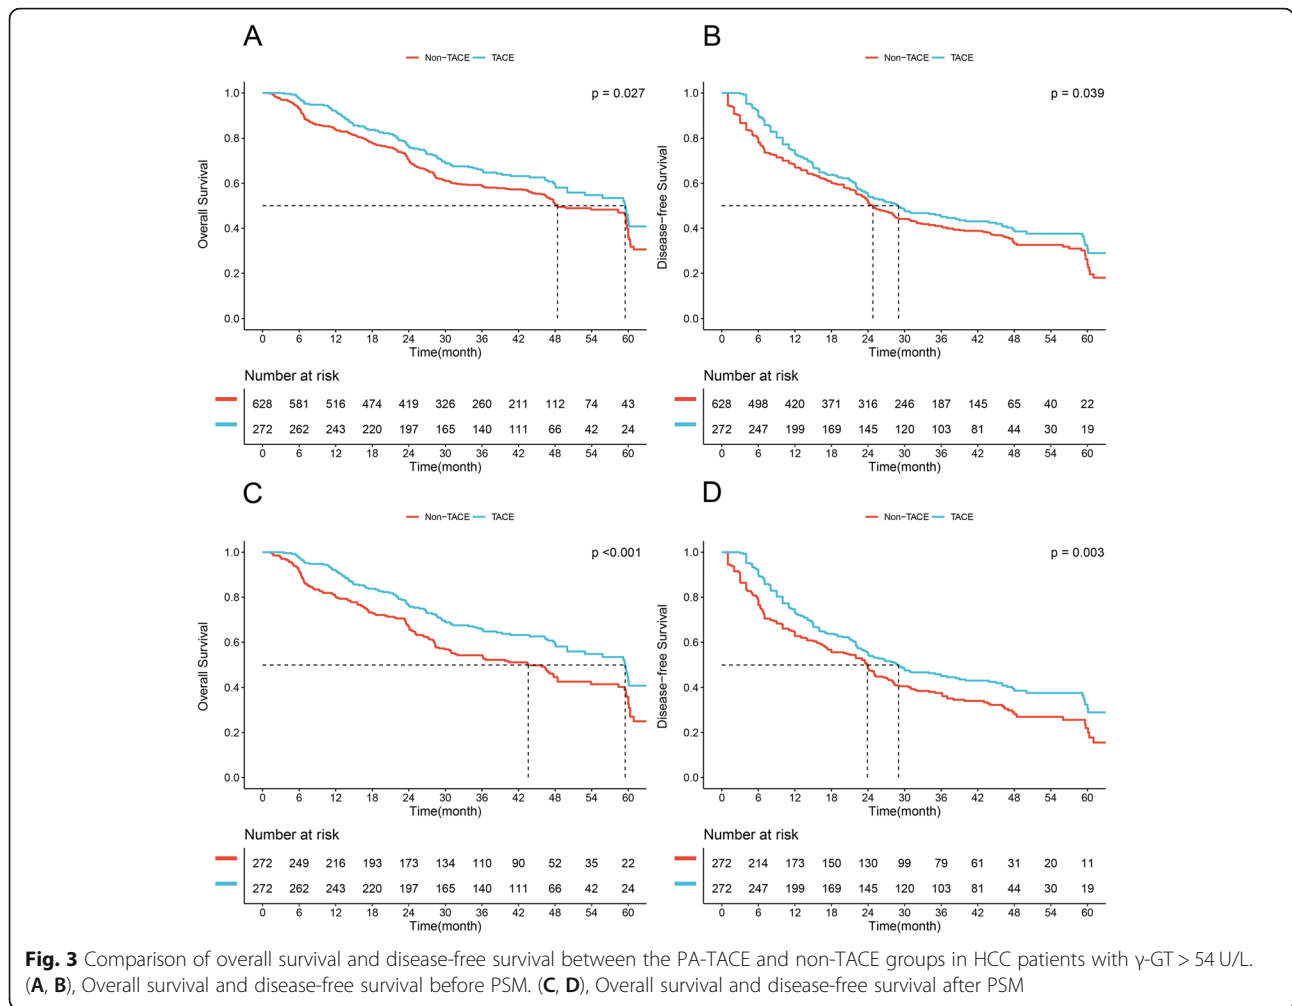 A
Non-TACE TACE
p = 0.027
Overall Survival
1.0
0.8
0.6
0.4
0.2
0.0
0 6 12 18 24 30 36 42 48 54 60
Time(month)
Number at risk
628 581 516 474 419 326 260 211 112 74 43
272 262 243 220 197 165 140 111 66 42 24
0 6 12 18 24 30 36 42 48 54 60
Time(month)
B
Non-TACE TACE
p = 0.039
Disease-free Survival
1.0
0.8
0.6
0.4
0.2
0.0
0 6 12 18 24 30 36 42 48 54 60
Time(month)
Number at risk
628 498 420 371 316 246 187 145 65 40 22
272 247 199 169 145 120 103 81 44 30 19
0 6 12 18 24 30 36 42 48 54 60
Time(month)
C
Non-TACE TACE
p <0.001
Overall Survival
1.0
0.8
0.6
0.4
0.2
0.0
0 6 12 18 24 30 36 42 48 54 60
Time(month)
Number at risk
272 249 216 193 173 134 110 90 52 35 22
272 262 243 220 197 165 140 111 66 42 24
0 6 12 18 24 30 36 42 48 54 60
Time(month)
D
Non-TACE TACE
p = 0.003
Disease-free Survival
1.0
0.8
0.6
0.4
0.2
0.0
0 6 12 18 24 30 36 42 48 54 60
Time(month)
Number at risk
272 214 173 150 130 99 79 61 31 20 11
272 247 199 169 145 120 103 81 44 30 19
0 6 12 18 24 30 36 42 48 54 60
Time(month)
Fig. 3 Comparison of overall survival and disease-free survival between the PA-TACE and non-TACE groups in HCC patients with γ-GT > 54 U/L.
(A, B), Overall survival and disease-free survival before PSM. (C, D), Overall survival and disease-free survival after PSM